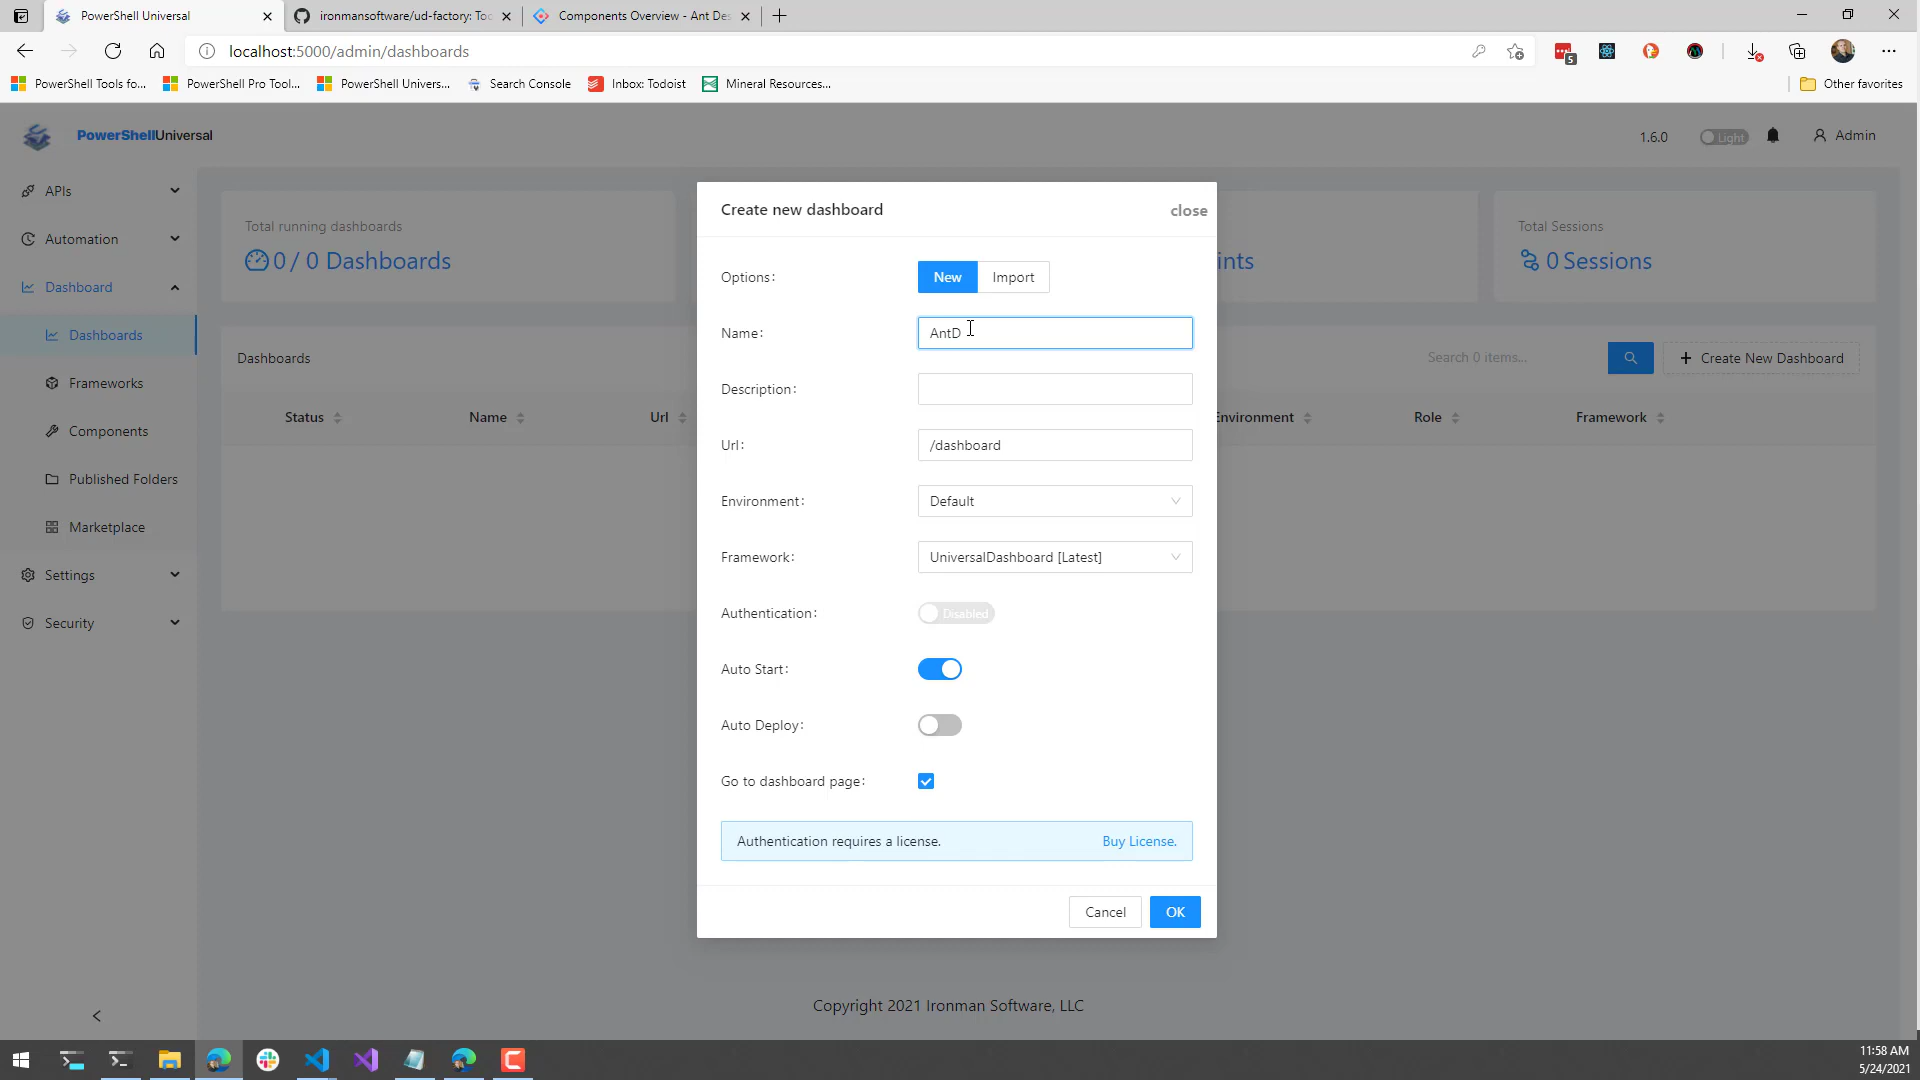 PowerShell Universal
ironmansoftware/ud-factory: Too
Components Overview - Ant Des
localhost:5000/admin/dashboards
5
PowerShell Tools fo...
PowerShell Pro Tool...
PowerShell Univers...
Search Console
Inbox: Todoist
Mineral Resources...
Other favorites
PowerShellUniversal
1.6.0
Light
Admin
APIs
Automation
Dashboard
Dashboards
Frameworks
Components
Published Folders
Marketplace
Settings
Security
Total running dashboards
0 / 0 Dashboards
ints
Total Sessions
0 Sessions
Dashboards
Search 0 items...
Create New Dashboard
Status
Name
Url
Environment
Role
Framework
Create new dashboard
close
Options:
New
Import
Name:
AntD
Description:
Url:
/dashboard
Environment:
Default
Framework:
UniversalDashboard [Latest]
Authentication:
Disabled
Auto Start:
Auto Deploy:
Go to dashboard page:
Authentication requires a license.
Buy License.
Cancel
OK
Copyright 2021 Ironman Software, LLC
11:58 AM
5/24/2021